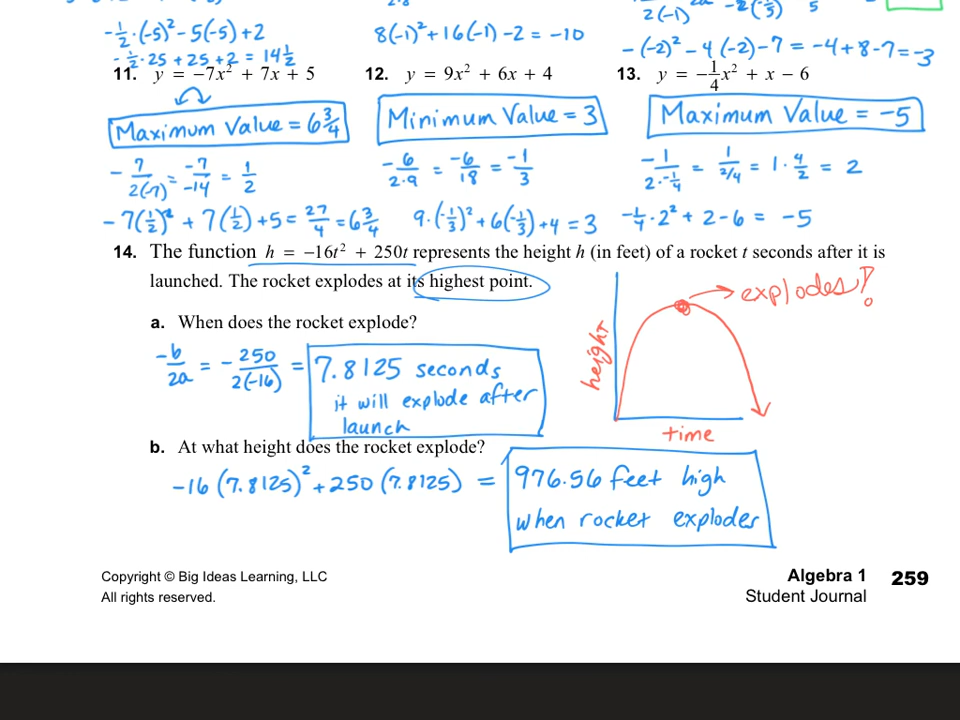 -1/2·(-5)² - 5(-5) + 2
8(-1)² + 16(-1) - 2 = -10
-1/2·25 + 25 + 2 = 14 1/2
-(-2)² - 4(-2) - 7 = -4 + 8 - 7 = -3
11. y = −7x² + 7x + 5
12. y = 9x² + 6x + 4
13. y = −1/4x² + x − 6
Maximum Value = 6 3/4
Minimum Value = 3
Maximum Value = -5
-7/2(-7) = -7/-14 = 1/2
-6/2·9 = -6/18 = -1/3
-1/2·-1/4 = 1/2/4 = 1·4/2 = 2
-7(1/2)² + 7(1/2) + 5 = 27/4 = 6 3/4
9·(-1/3)² + 6(-1/3) + 4 = 3
-1/4·2² + 2 - 6 = -5
14. The function h = −16t² + 250t represents the height h (in feet) of a rocket t seconds after it is
launched. The rocket explodes at its highest point.
explodes!
a. When does the rocket explode?
height
-b/2a = -250/2(-16) = 7.8125 seconds
it will explode after
launch
time
b. At what height does the rocket explode?
-16(7.8125)² + 250(7.8125) = 976.56 feet high
when rocket explodes
Copyright © Big Ideas Learning, LLC
All rights reserved.
Algebra 1 259
Student Journal